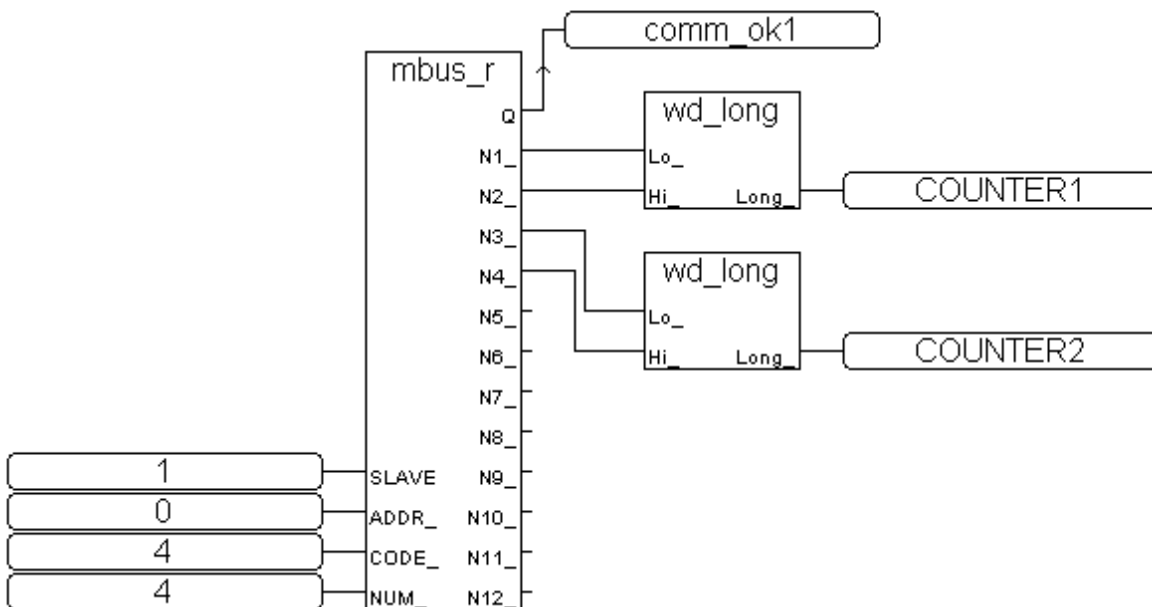 comm_ok1
mbus_r
wd_long
Q
N1_
Lo_
N2_
Hi_ Long_
COUNTER1
N3_
wd_long
N4_
N5_
Lo_
N6_
Hi_ Long_
COUNTER2
N7_
N8_
1
SLAVE N9_
0
ADDR_ N10_
4
CODE_ N11_
4
NUM_ N12_